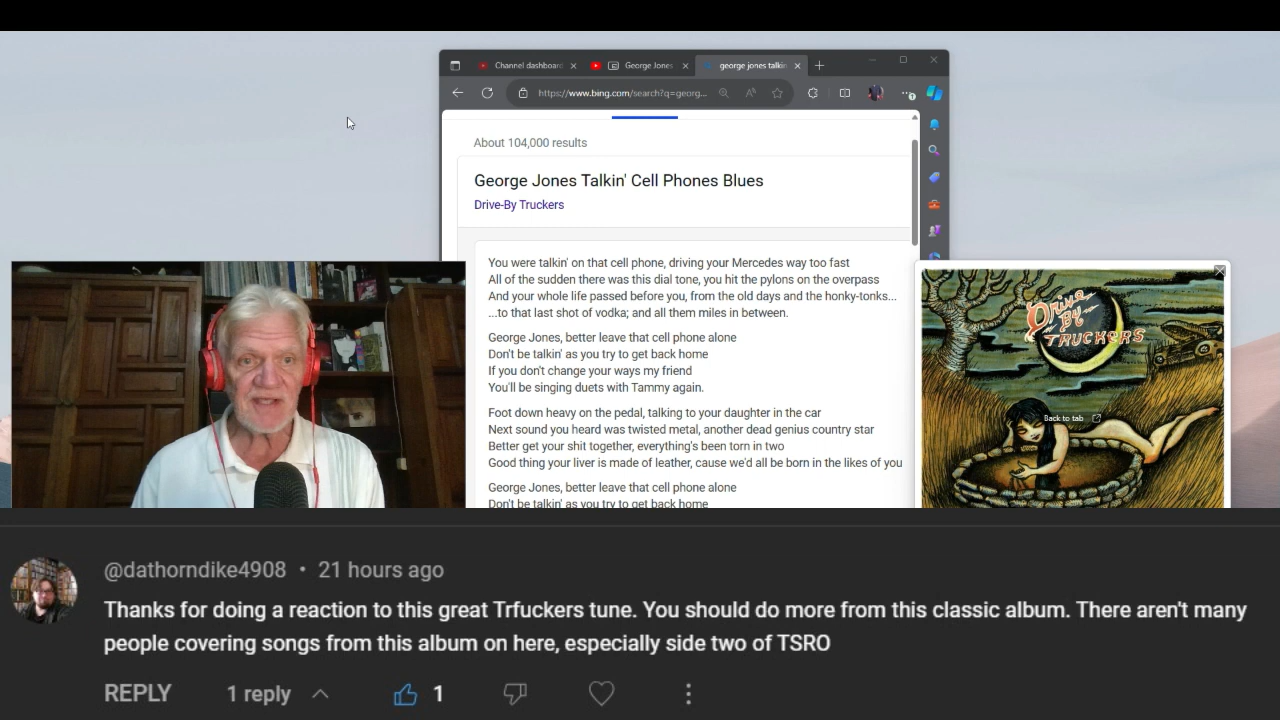 Channel dashboard
George Jones
george jones talkin
https://www.bing.com/search?q=georg...
About 104,000 results
George Jones Talkin' Cell Phones Blues
Drive-By Truckers
You were talkin' on that cell phone, driving your Mercedes way too fast
All of the sudden there was this dial tone, you hit the pylons on the overpass
And your whole life passed before you, from the old days and the honky-tonks...
...to that last shot of vodka; and all them miles in between.
George Jones, better leave that cell phone alone
Don't be talkin' as you try to get back home
If you don't change your ways my friend
You'll be singing duets with Tammy again.
Foot down heavy on the pedal, talking to your daughter in the car
Next sound you heard was twisted metal, another dead genius country star
Better get your shit together, everything's been torn in two
Good thing your liver is made of leather, cause we'd all be born in the likes of you
George Jones, better leave that cell phone alone
Don't be talkin' as you try to get back home
DRIVE
BY
TRUCKERS
Back to tab
@dathorndike4908 • 21 hours ago
Thanks for doing a reaction to this great Trfuckers tune. You should do more from this classic album. There aren't many
people covering songs from this album on here, especially side two of TSRO
REPLY 1 reply 1